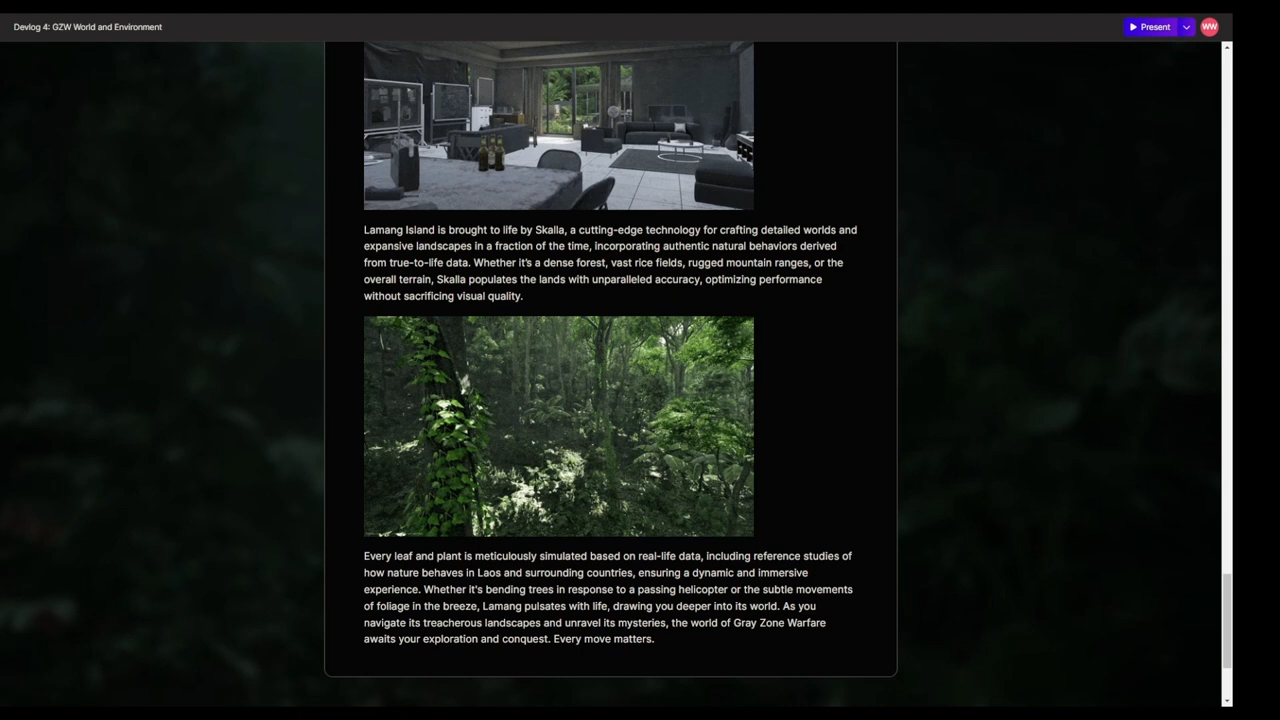 Devlog 4: GZW World and Environment
Present
WW
Lamang Island is brought to life by Skalla, a cutting-edge technology for crafting detailed worlds and
expansive landscapes in a fraction of the time, incorporating authentic natural behaviors derived
from true-to-life data. Whether it's a dense forest, vast rice fields, rugged mountain ranges, or the
overall terrain, Skalla populates the lands with unparalleled accuracy, optimizing performance
without sacrificing visual quality.
Every leaf and plant is meticulously simulated based on real-life data, including reference studies of
how nature behaves in Laos and surrounding countries, ensuring a dynamic and immersive
experience. Whether it's bending trees in response to a passing helicopter or the subtle movements
of foliage in the breeze, Lamang pulsates with life, drawing you deeper into its world. As you
navigate its treacherous landscapes and unravel its mysteries, the world of Gray Zone Warfare
awaits your exploration and conquest. Every move matters.